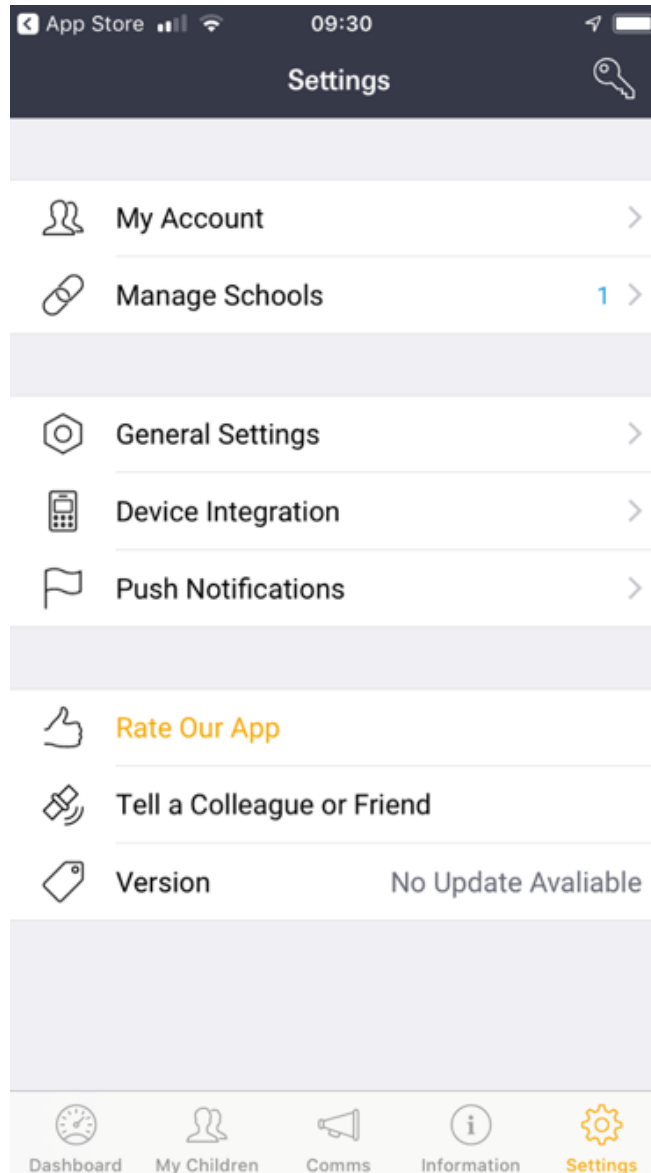 App Store 09:30
Settings
My Account
Manage Schools 1
General Settings
Device Integration
Push Notifications
Rate Our App
Tell a Colleague or Friend
Version No Update Avaliable
Dashboard My Children Comms Information Settings